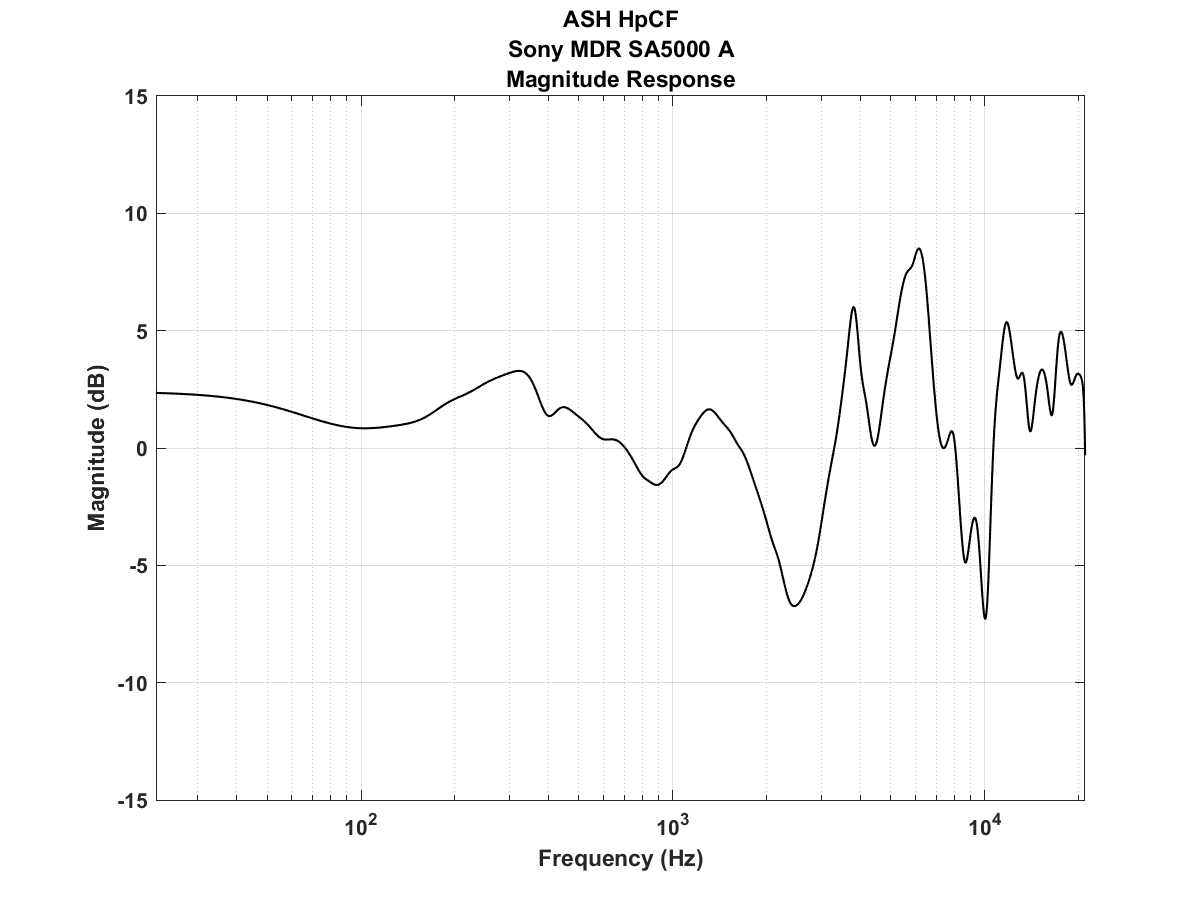 ASH HpCF
Sony MDR SA5000 A
Magnitude Response
15
10
5
0
-5
-10
-15
Magnitude (dB)
10^2
10^3
10^4
Frequency (Hz)